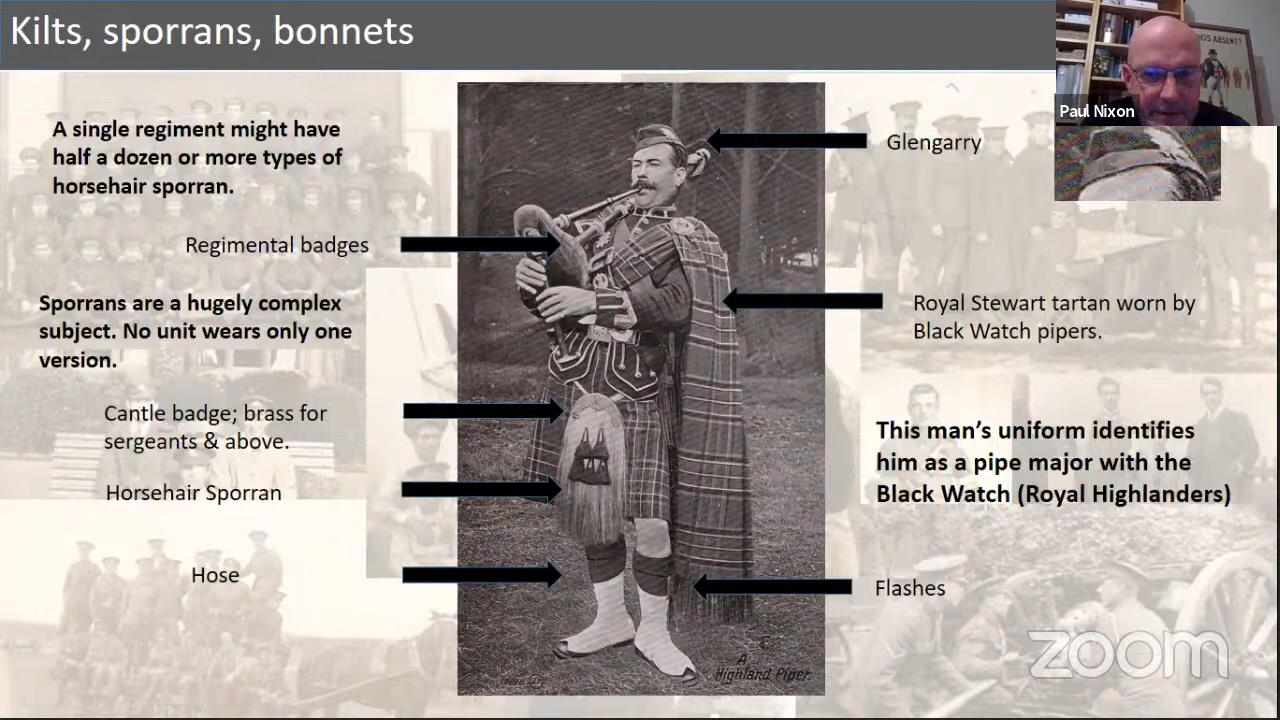 Kilts, sporrans, bonnets
A single regiment might have
half a dozen or more types of
horsehair sporran.
Regimental badges
Sporrans are a hugely complex
subject. No unit wears only one
version.
Cantle badge; brass for
sergeants & above.
Horsehair Sporran
Hose
A
Highland Piper.
Glengarry
Royal Stewart tartan worn by
Black Watch pipers.
This man's uniform identifies
him as a pipe major with the
Black Watch (Royal Highlanders)
Flashes
Paul Nixon
ABSENT?
zoom